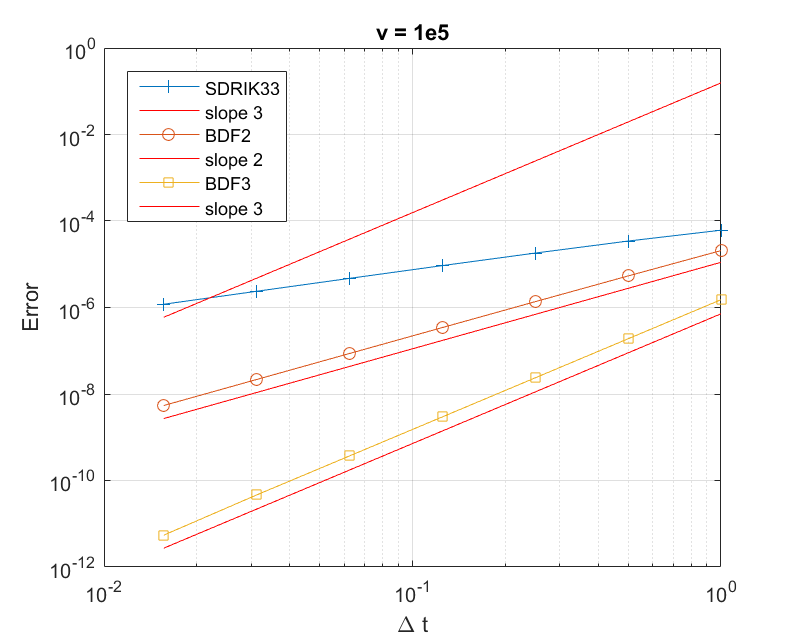 v = 1e5
10^0
10^-2
10^-4
10^-6
10^-8
10^-10
10^-12
Error
SDRIK33
slope 3
BDF2
slope 2
BDF3
slope 3
10^-2
10^-1
10^0
Δ t